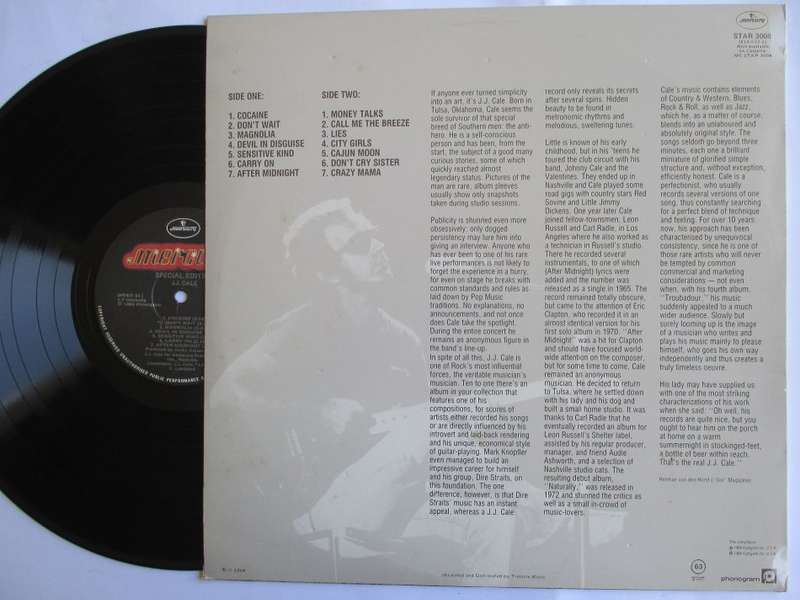 mercury
STAR 3008
MC STAR 3008
SIDE ONE:
1. COCAINE
2. DON'T WAIT
3. MAGNOLIA
4. DEVIL IN DISGUISE
5. SENSITIVE KIND
6. CARRY ON
7. AFTER MIDNIGHT
SIDE TWO:
1. MONEY TALKS
2. CALL ME THE BREEZE
3. LIES
4. CITY GIRLS
5. CAJUN MOON
6. DON'T CRY SISTER
7. CRAZY MAMA
If anyone ever turned simplicity
into an art, it's J.J. Cale. Born in
Tulsa, Oklahoma, Cale seems the
sole survivor of that special
breed of Southern men: the anti-
hero. He is a self-conscious
person and has been, from the
start, the subject of a good many
curious stories, some of which
quickly reached almost
legendary status. Pictures of the
man are rare, album sleeves
usually show only snapshots
taken during studio sessions.
Publicity is shunned even more
obsessively; only dogged
persistency may lure him into
giving an interview. Anyone who
has ever been to one of his rare
live performances is not likely to
forget the experience in a hurry,
for even on stage he breaks with
common standards and rules as
laid down by Pop Music
traditions. No explanations, no
announcements, and not once
does Cale take the spotlight.
During the entire concert he
remains an anonymous figure in
the band's line-up.
In spite of all this, J.J. Cale is
one of Rock's most influential
forces, the veritable musician's
musician. Ten to one there's an
album in your collection that
features one of his
compositions, for scores of
artists either recorded his songs
or are directly influenced by his
introvert and laid-back rendering
and his unique, economical style
of guitar-playing. Mark Knopfler
even managed to build an
impressive career for himself
and his group, Dire Straits, on
this foundation. The one
difference, however, is that Dire
Straits' music has an instant
appeal, whereas a J.J. Cale
record only reveals its secrets
after several spins. Hidden
beauty to be found in
metronomic rhythms and
melodious, sweltering tunes.
Little is known of his early
childhood, but in his teens he
toured the club circuit with his
band, Johnny Cale and the
Valentines. They ended up in
Nashville and Cale played some
road gigs with country stars Red
Sovine and Little Jimmy
Dickens. One year later Cale
joined fellow-townsmen, Leon
Russell and Carl Radle, in Los
Angeles where he also worked as
a technician in Russell's studio.
There he recorded several
instrumentals, to one of which
(After Midnight) lyrics were
added and the number was
released as a single in 1965. The
record remained totally obscure,
but came to the attention of Eric
Clapton, who recorded it in an
almost identical version for his
first solo album in 1970. "After
Midnight" was a hit for Clapton
and should have focused world-
wide attention on the composer,
but for some time to come, Cale
remained an anonymous
musician. He decided to return
to Tulsa, where he settled down
with his lady and his dog and
built a small home studio. It was
thanks to Carl Radle that he
eventually recorded an album for
Leon Russell's Shelter label,
assisted by his regular producer,
manager, and friend Audie
Ashworth, and a selection of
Nashville studio cats. The
resulting debut album,
"Naturally," was released in
1972 and stunned the critics as
well as a small in-crowd of
music-lovers.
Cale's music contains elements
of Country & Western, Blues,
Rock & Roll, as well as Jazz,
which he, as a matter of course,
blends into an unlaboured and
absolutely original style. The
songs seldom go beyond three
minutes, each one a brilliant
miniature of glorified simple
structure and, without exception,
efficiently honest. Cale is a
perfectionist, who usually
records several versions of one
song, thus constantly searching
for a perfect blend of technique
and feeling. For over 10 years
now, his approach has been
characterised by unequivocal
consistency, since he is one of
those rare artists who will never
be tempted by common
commercial and marketing
considerations — not even
when, with his fourth album,
"Troubadour," his music
suddenly appealed to a much
wider audience. Slowly but
surely looming up is the image
of a musician who writes and
plays his music mainly to please
himself, who goes his own way
independently and thus creates a
truly timeless oeuvre.
His lady may have supplied us
with one of the most striking
characterizations of his work
when she said: "Oh well, his
records are quite nice, but you
ought to hear him on the porch
at home on a warm
summernight in stockinged-feet,
a bottle of beer within reach.
That's the real J.J. Cale."
63
phonogram
mercury
SPECIAL EDITION
J.J. CALE